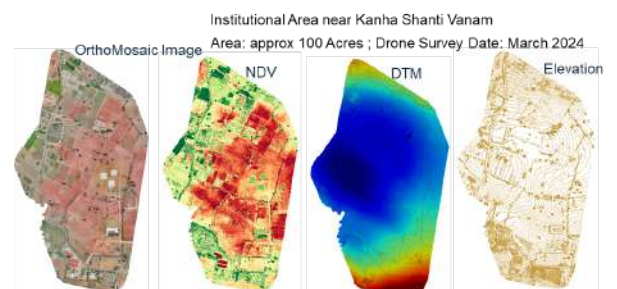 Institutional Area near Kanha Shanti Vanam
Area: approx 100 Acres ; Drone Survey Date: March 2024
OrthoMosaic Image
NDV
DTM
Elevation